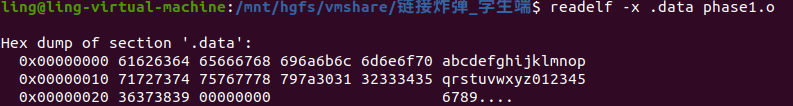 ling@ling-virtual-machine:/mnt/hgfs/vmshare/链接炸弹_学生端$ readelf -x .data phase1.o
Hex dump of section '.data':
0x00000000 61626364 65666768 696a6b6c 6d6e6f70 abcdefghijklmnop
0x00000010 71727374 75767778 797a3031 32333435 qrstuvwxyz012345
0x00000020 36373839 00000000 6789....